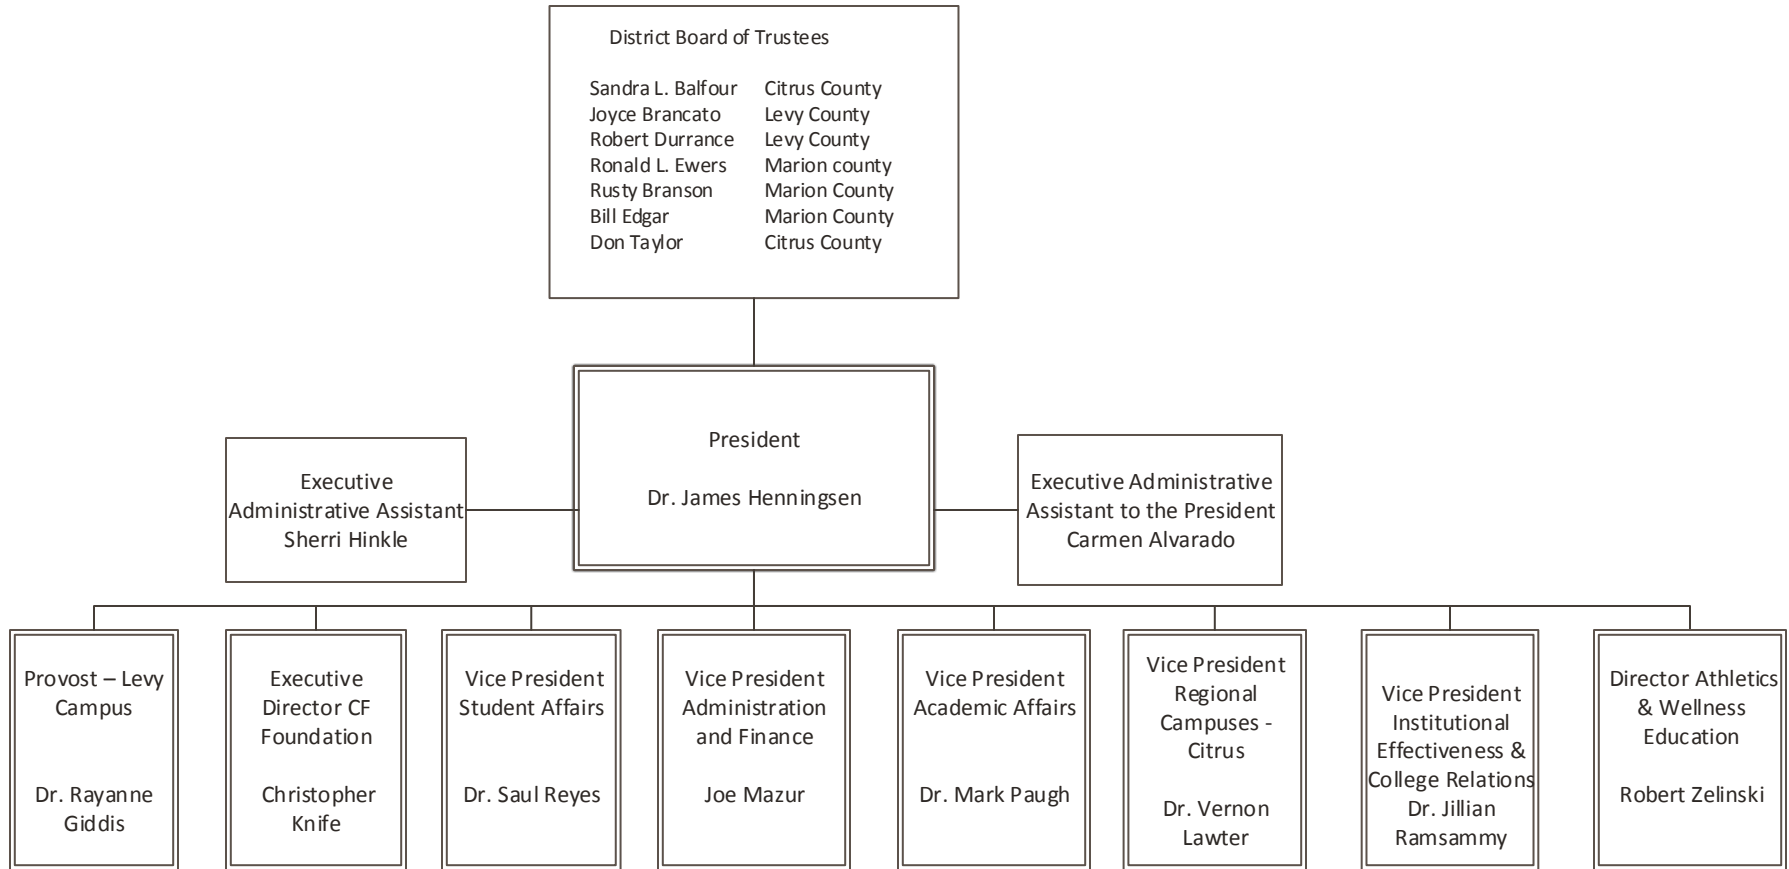 District Board of Trustees
Sandra L. Balfour Citrus County
Joyce Brancato Levy County
Robert Durrance Levy County
Ronald L. Ewers Marion county
Rusty Branson Marion County
Bill Edgar Marion County
Don Taylor Citrus County
President
Dr. James Henningsen
Executive
Administrative Assistant
Sherri Hinkle
Executive Administrative
Assistant to the President
Carmen Alvarado
Provost – Levy
Campus
Dr. Rayanne
Giddis
Executive
Director CF
Foundation
Christopher
Knife
Vice President
Student Affairs
Dr. Saul Reyes
Vice President
Administration
and Finance
Joe Mazur
Vice President
Academic Affairs
Dr. Mark Paugh
Vice President
Regional
Campuses -
Citrus
Dr. Vernon
Lawter
Vice President
Institutional
Effectiveness &
College Relations
Dr. Jillian
Ramsammy
Director Athletics
& Wellness
Education
Robert Zelinski